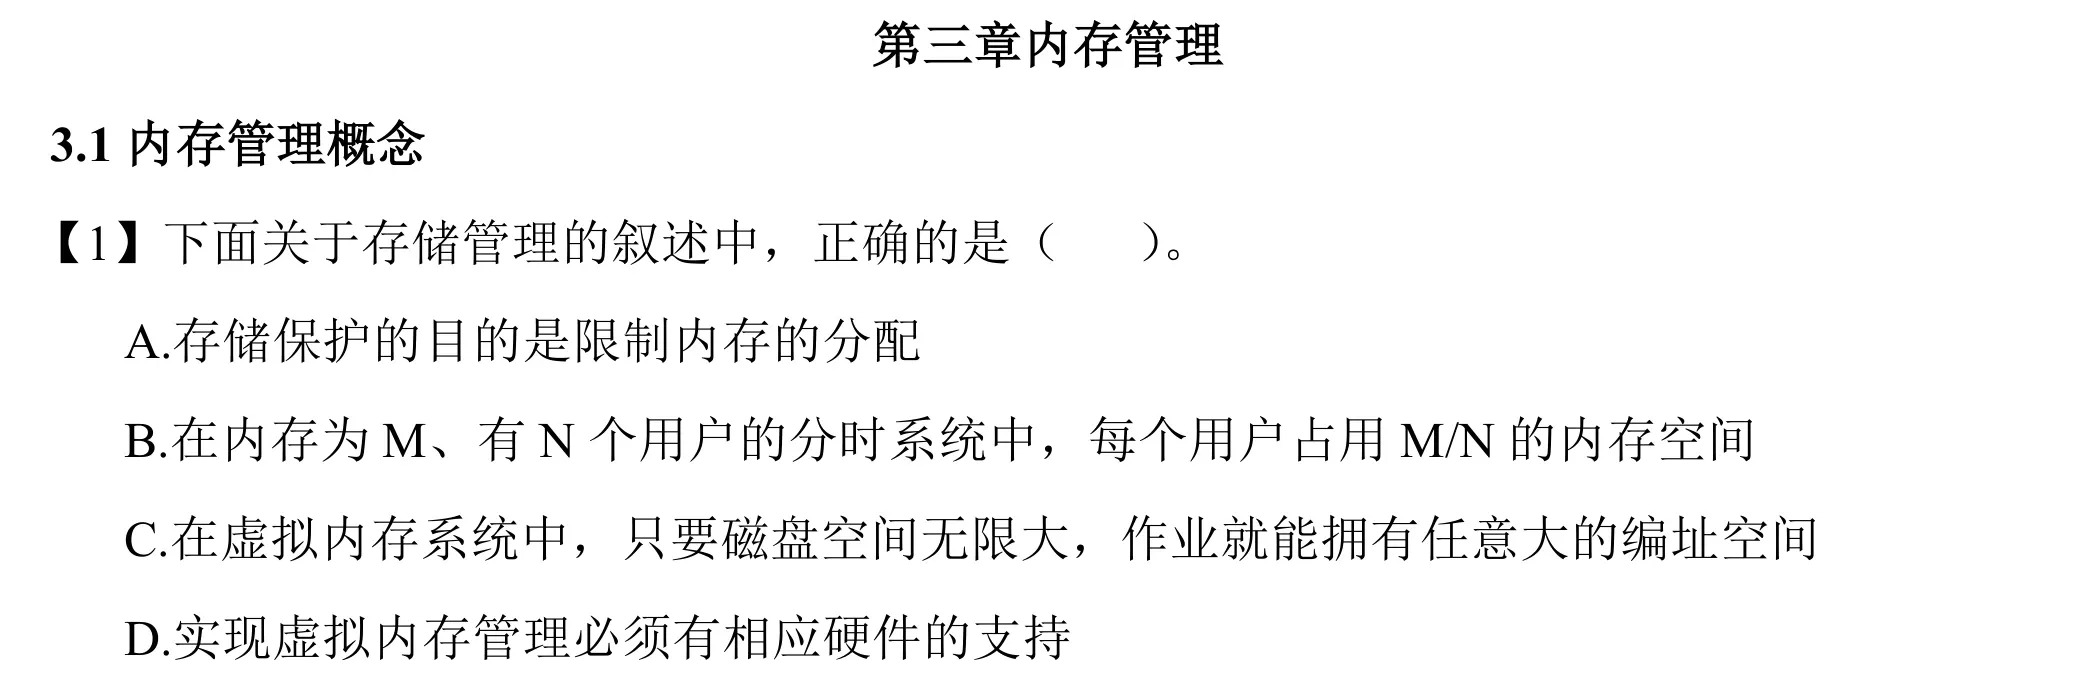 第三章内存管理
3.1 内存管理概念
【1】下面关于存储管理的叙述中，正确的是（　　）。
A.存储保护的目的是限制内存的分配
B.在内存为 M、有 N 个用户的分时系统中，每个用户占用 M/N 的内存空间
C.在虚拟内存系统中，只要磁盘空间无限大，作业就能拥有任意大的编址空间
D.实现虚拟内存管理必须有相应硬件的支持